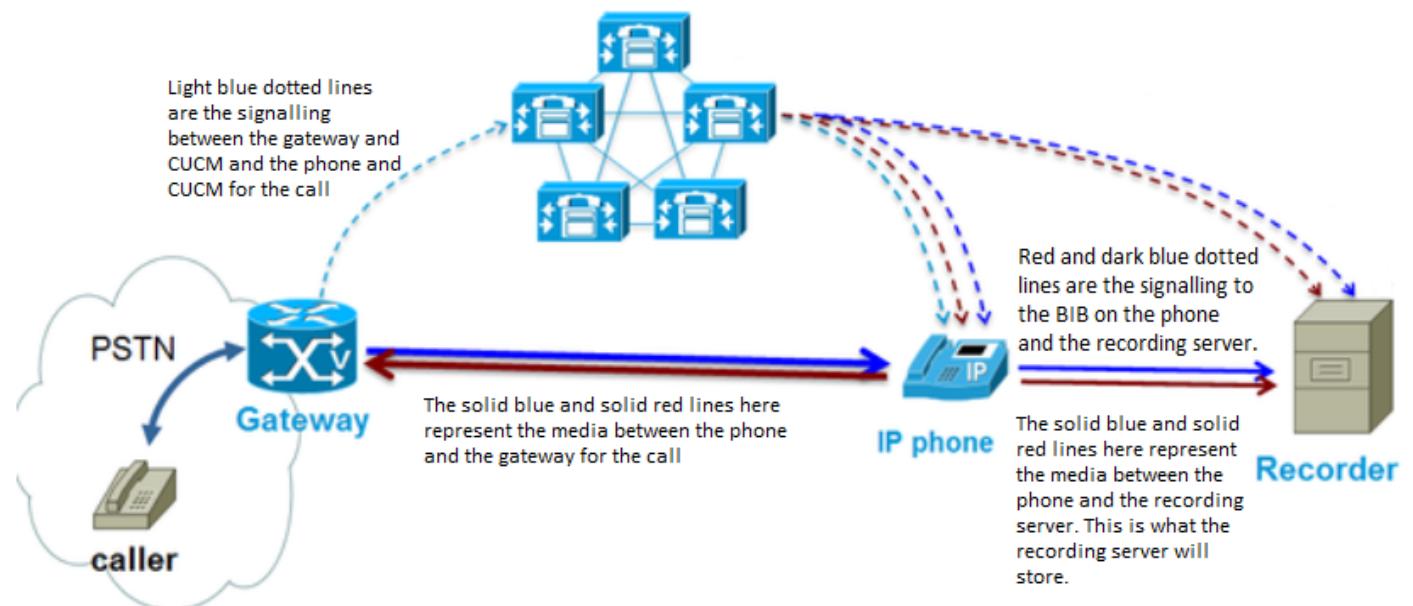 Light blue dotted lines
are the signalling
between the gateway and
CUCM and the phone and
CUCM for the call
PSTN
V
Gateway
caller
The solid blue and solid red lines here
represent the media between the phone
and the gateway for the call
IP
IP phone
Red and dark blue dotted
lines are the signalling to
the BIB on the phone
and the recording server.
The solid blue and solid
red lines here represent
the media between the
phone and the recording
server. This is what the
recording server will
store.
Recorder